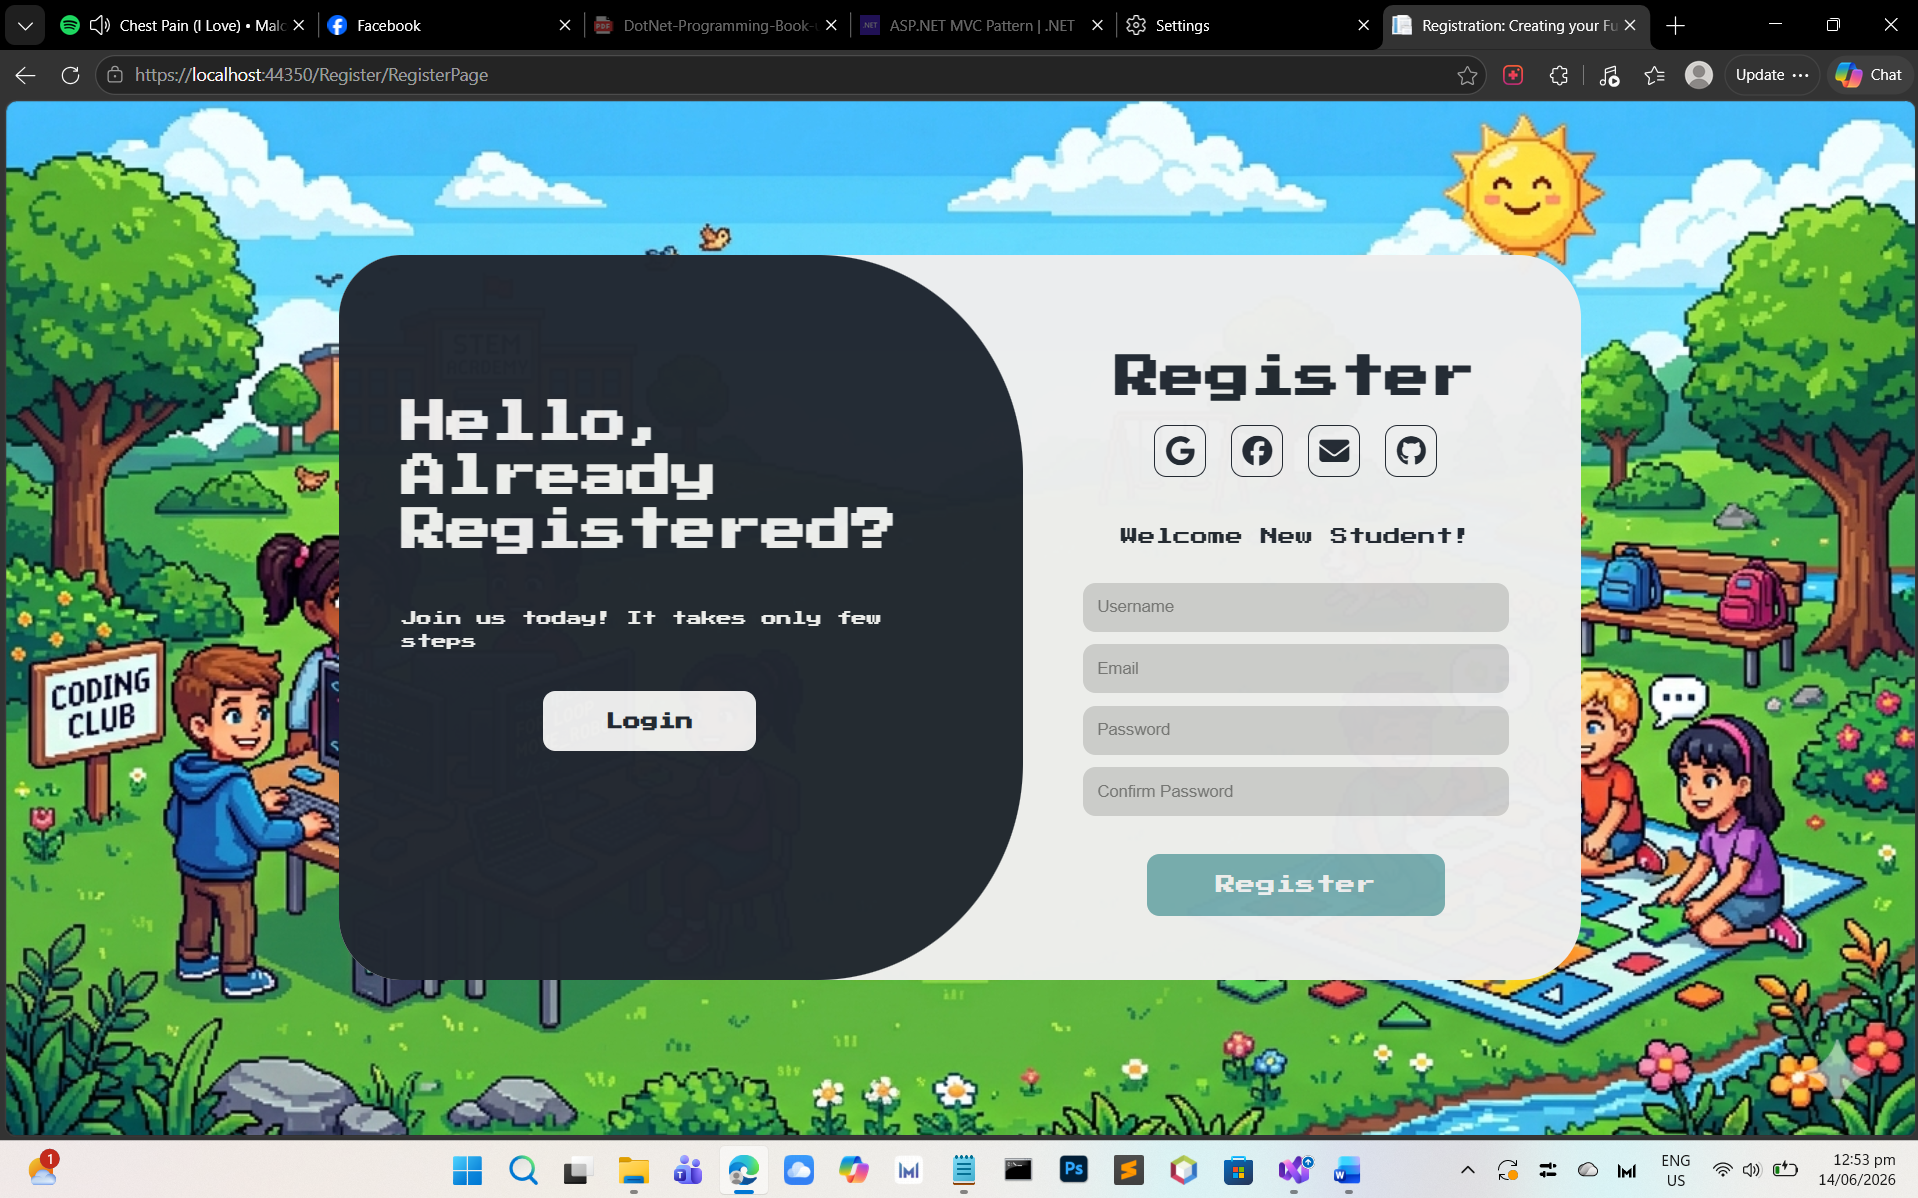 Chest Pain (I Love) • Malc
Facebook
DotNet-Programming-Book-
ASP.NET MVC Pattern | .NET
Settings
Registration: Creating your Fu
https://localhost:44350/Register/RegisterPage
Update
Chat
STEM
ACADEMY
Hello,
Already
Registered?
Join us today! It takes only few
steps
Login
Register
Welcome New Student!
Username
Email
Password
Confirm Password
Register
CODING
CLUB
1
ENG
US
12:53 pm
14/06/2026